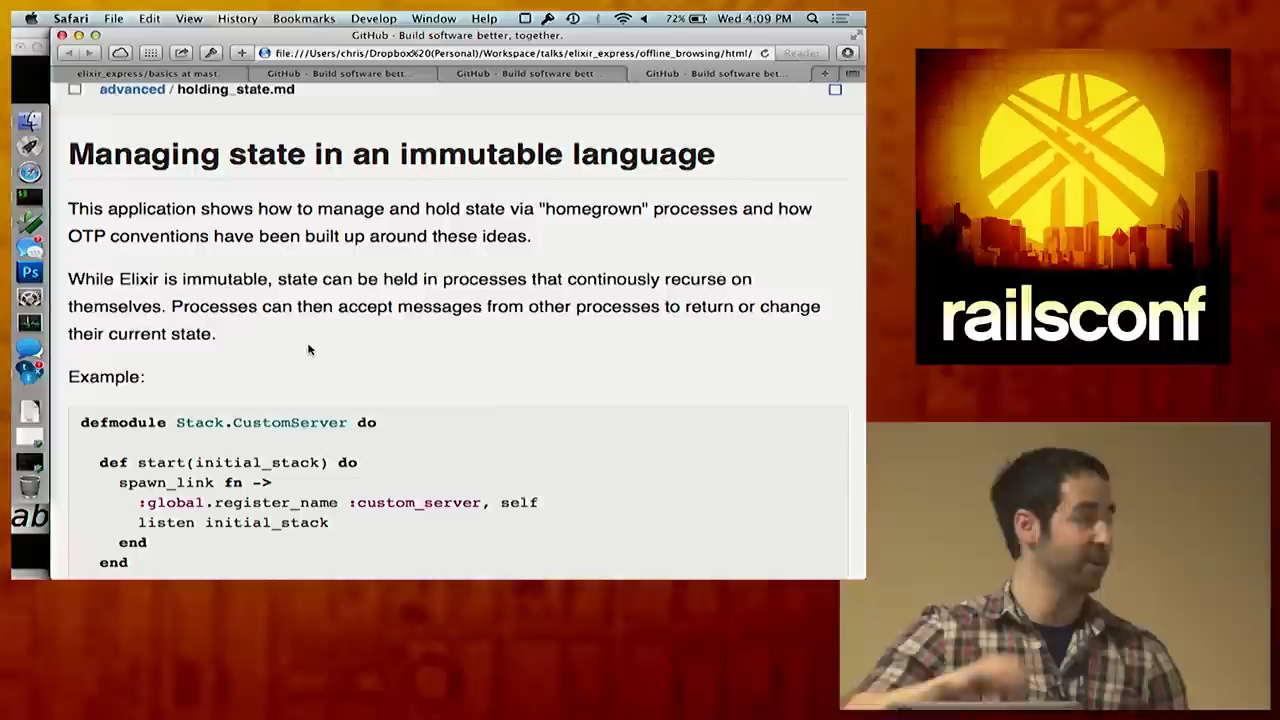 Safari File Edit View History Bookmarks Develop Window Help 72% Wed 4:09 PM
GitHub · Build software better, together.
file:///Users/chris/Dropbox%20(Personal)/Workspace/talks/elixir_express/offline_browsing/html/ Reader
elixir_express/basics at mast… GitHub · Build software bett… GitHub · Build software bett… GitHub · Build software bet…
advanced / holding_state.md
Managing state in an immutable language
This application shows how to manage and hold state via "homegrown" processes and how
OTP conventions have been built up around these ideas.
While Elixir is immutable, state can be held in processes that continously recurse on
themselves. Processes can then accept messages from other processes to return or change
their current state.
Example:
defmodule Stack.CustomServer do
def start(initial_stack) do
spawn_link fn ->
:global.register_name :custom_server, self
listen initial_stack
end
end
Ps
ab
railsconf